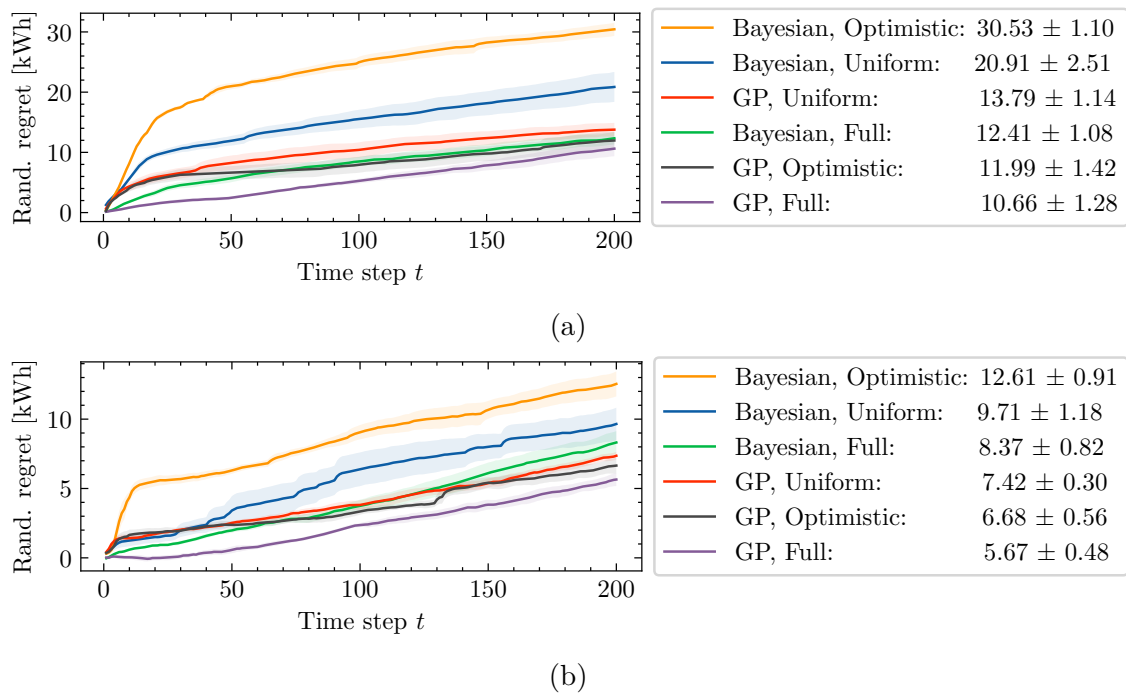 Rand. regret [kWh]
30
20
10
0
0 50 100 150 200
Time step t
Bayesian, Optimistic: 30.53 ± 1.10
Bayesian, Uniform: 20.91 ± 2.51
GP, Uniform: 13.79 ± 1.14
Bayesian, Full: 12.41 ± 1.08
GP, Optimistic: 11.99 ± 1.42
GP, Full: 10.66 ± 1.28
(a)
Rand. regret [kWh]
10
5
0
0 50 100 150 200
Time step t
Bayesian, Optimistic: 12.61 ± 0.91
Bayesian, Uniform: 9.71 ± 1.18
Bayesian, Full: 8.37 ± 0.82
GP, Uniform: 7.42 ± 0.30
GP, Optimistic: 6.68 ± 0.56
GP, Full: 5.67 ± 0.48
(b)